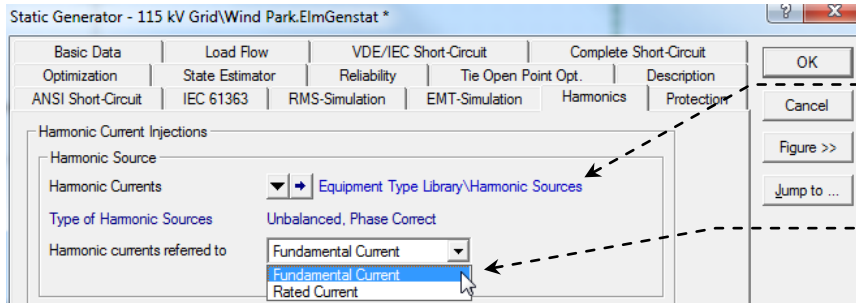 Static Generator - 115 kV Grid\Wind Park.ElmGenstat *
Basic Data Load Flow VDE/IEC Short-Circuit Complete Short-Circuit
OK
Optimization State Estimator Reliability Tie Open Point Opt. Description
ANSI Short-Circuit IEC 61363 RMS-Simulation EMT-Simulation Harmonics Protection
Cancel
Harmonic Current Injections
Figure >>
Harmonic Source
Harmonic Currents Equipment Type Library\Harmonic Sources
Jump to ...
Type of Harmonic Sources Unbalanced, Phase Correct
Harmonic currents referred to Fundamental Current
Fundamental Current
Rated Current